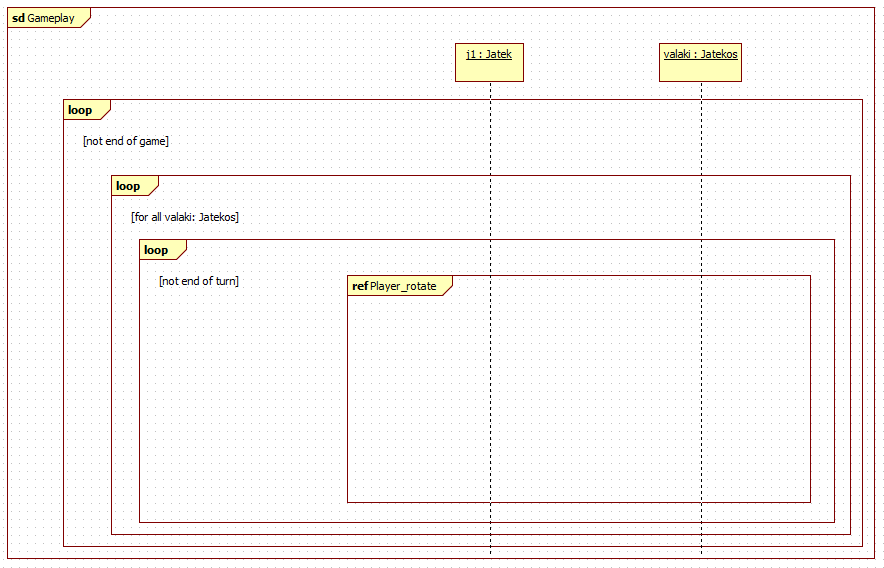 sd Gameplay
j1 : Jatek
valaki : Jatekos
loop
[not end of game]
loop
[for all valaki: Jatekos]
loop
[not end of turn]
ref Player_rotate